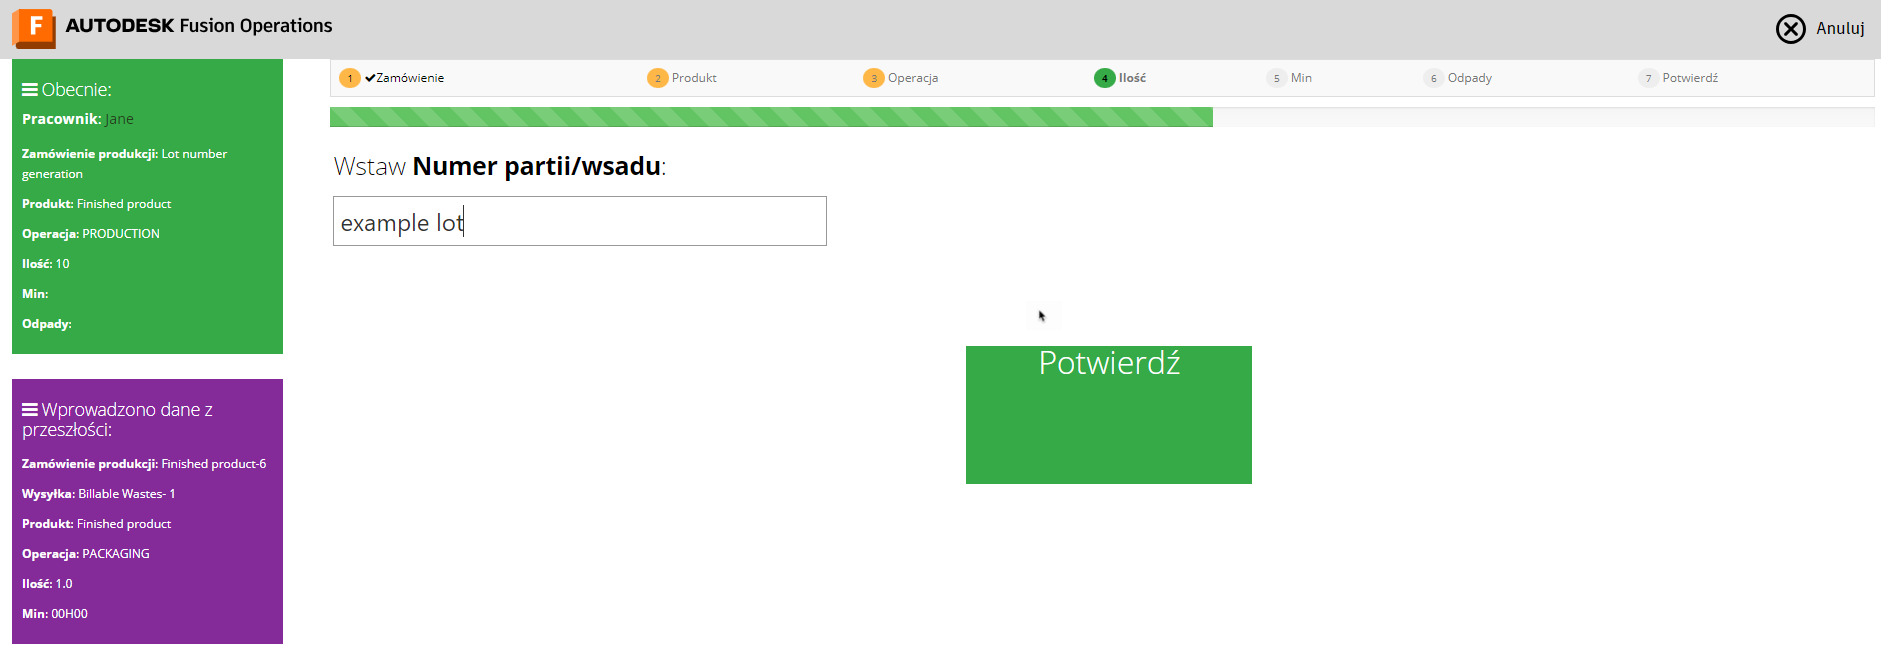 F AUTODESK Fusion Operations
Anuluj
Obecnie:
Pracownik: Jane
Zamówienie produkcji: Lot number
generation
Produkt: Finished product
Operacja: PRODUCTION
Ilość: 10
Min:
Odpady:
Wprowadzono dane z
przeszłości:
Zamówienie produkcji: Finished product-6
Wysyłka: Billable Wastes- 1
Produkt: Finished product
Operacja: PACKAGING
Ilość: 1.0
Min: 00H00
1 Zamówienie 2 Produkt 3 Operacja 4 Ilość 5 Min 6 Odpady 7 Potwierdź
Wstaw Numer partii/wsadu:
example lot
Potwierdź